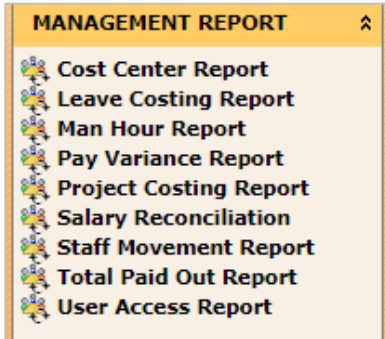 MANAGEMENT REPORT
Cost Center Report
Leave Costing Report
Man Hour Report
Pay Variance Report
Project Costing Report
Salary Reconciliation
Staff Movement Report
Total Paid Out Report
User Access Report